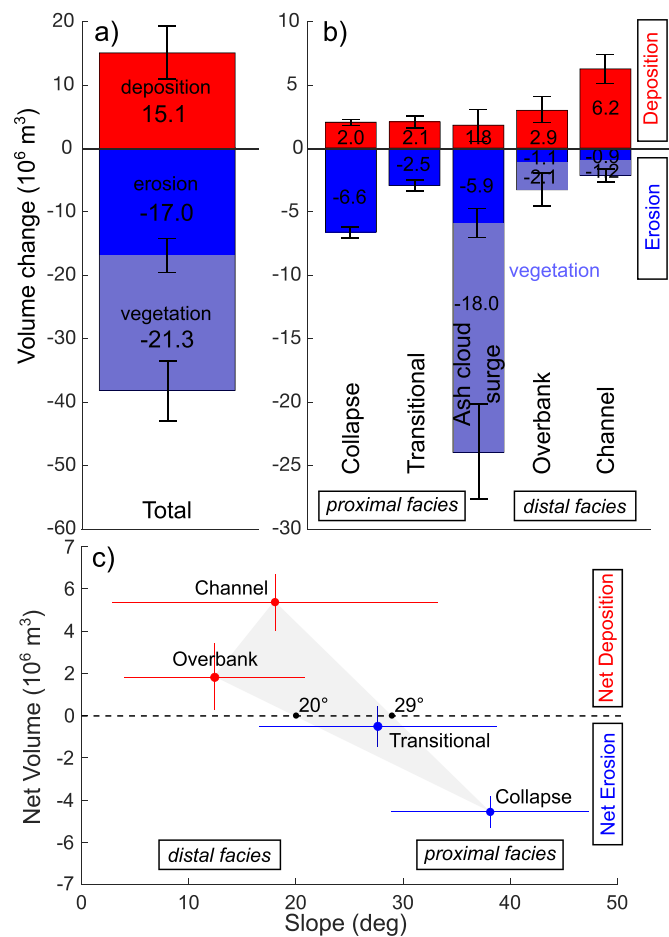 a)
Volume change (10⁶ m³)
20
10
0
-10
-20
-30
-40
-50
-60
deposition
15.1
erosion
-17.0
vegetation
-21.3
Total
b)
10
5
0
-5
-10
-15
-20
-25
-30
2.0
2.1
1.8
2.9
6.2
-6.6
-2.5
-5.9
-1.1
-2.1
-0.9
-1.2
-18.0
vegetation
Collapse
Transitional
Ash cloud
surge
Overbank
Channel
proximal facies
distal facies
Deposition
Erosion
c)
Net Volume (10⁶ m³)
7
6
4
2
0
-2
-4
-6
-7
Channel
Overbank
20°
29°
Transitional
Collapse
distal facies
proximal facies
Net Deposition
Net Erosion
0
10
20
30
40
50
Slope (deg)